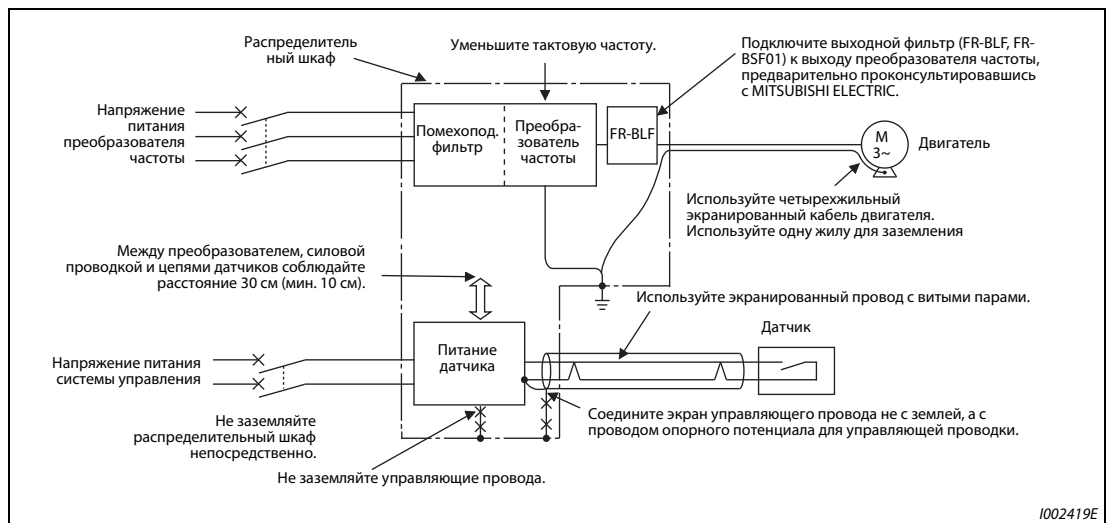 Распределитель
ный шкаф
Уменьшите тактовую частоту.
Подключите выходной фильтр (FR-BLF, FR-
BSF01) к выходу преобразователя частоты,
предварительно проконсультировавшись
с MITSUBISHI ELECTRIC.
Напряжение
питания
преобразователя
частоты
Помехопод.
фильтр
Преобра-
зователь
частоты
FR-BLF
M
3~
Двигатель
Используйте четырехжильный
экранированный кабель двигателя.
Используйте одну жилу для заземления
Между преобразователем, силовой
проводкой и цепями датчиков соблюдайте
расстояние 30 см (мин. 10 см).
Используйте экранированный провод с витыми парами.
Датчик
Напряжение питания
системы управления
Питание
датчика
Не заземляйте
распределительный шкаф
непосредственно.
Соедините экран управляющего провода не с землей, а с
проводом опорного потенциала для управляющей проводки.
Не заземляйте управляющие провода.
I002419E